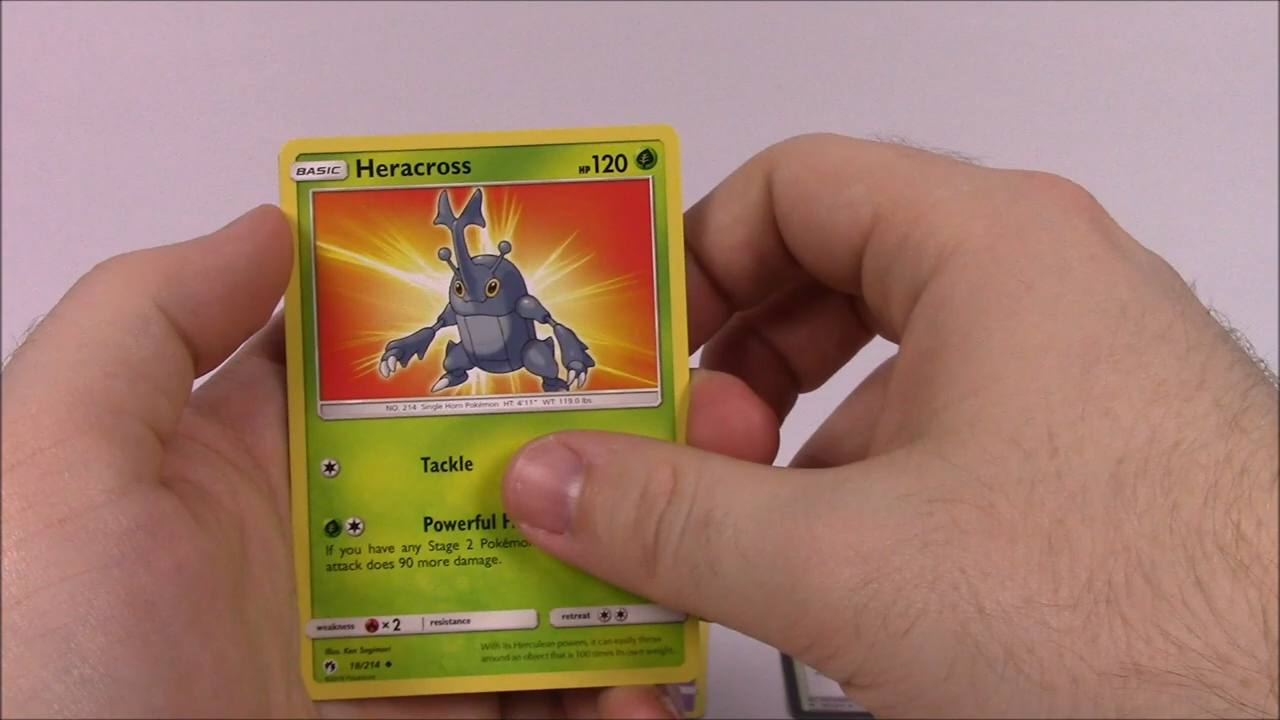 BASIC Heracross HP 120
NO. 214 Single Horn Pokémon HT: 4'11" WT: 119.0 lbs.
Tackle
Powerful
If you have any Stage 2
attack does 90 more damage.
weakness ×2 resistance retreat
With its Herculean powers, it can easily throw
around an object that is 100 times its own weight.
Illus. Ken Sugimori
18/214